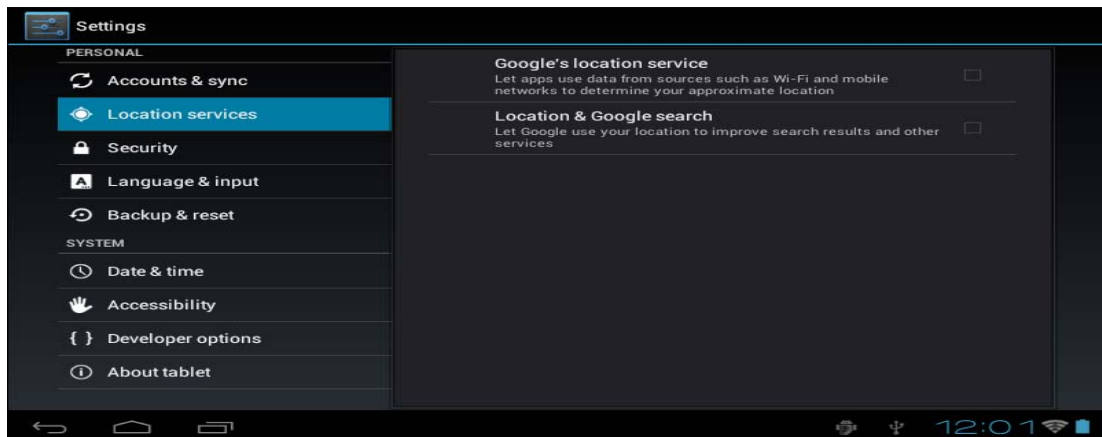 Settings
PERSONAL
Accounts & sync
Location services
Security
Language & input
Backup & reset
SYSTEM
Date & time
Accessibility
{ } Developer options
About tablet
Google's location service
Let apps use data from sources such as Wi-Fi and mobile
networks to determine your approximate location
Location & Google search
Let Google use your location to improve search results and other
services
12:01